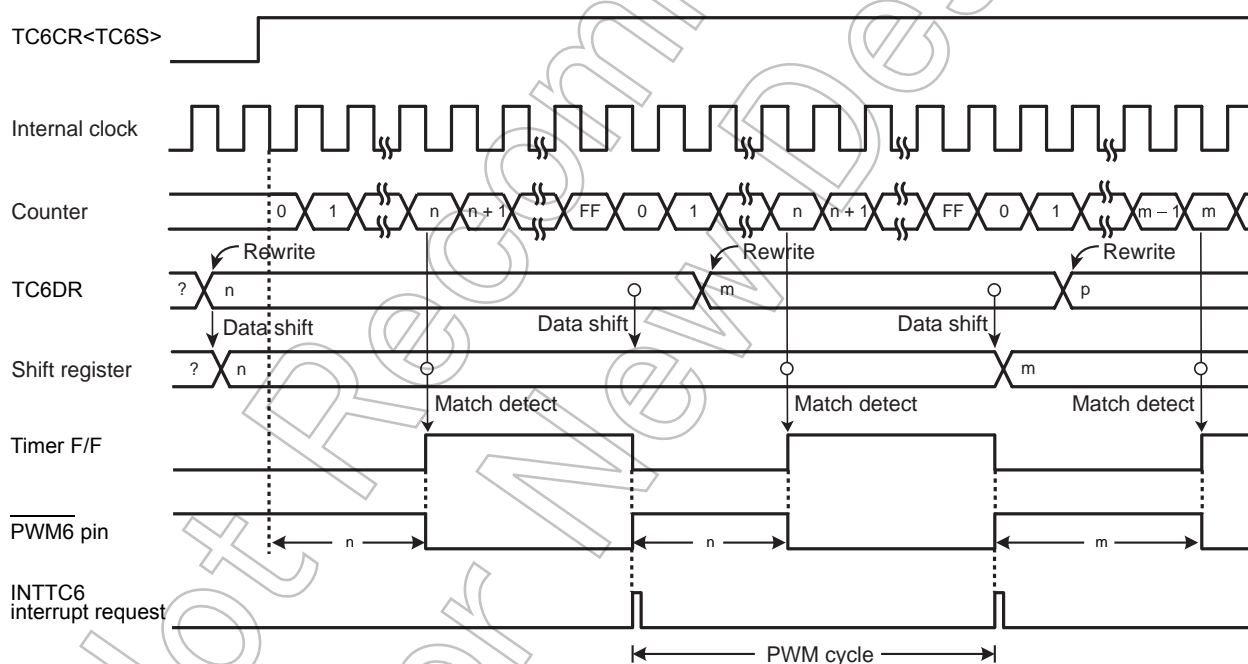 TC6CR<TC6S>
Internal clock
Counter
0 1 n n + 1 FF 0 1 n n + 1 FF 0 1 m – 1 m
Rewrite Rewrite Rewrite
TC6DR
? n m p
Data shift Data shift Data shift
Shift register
? n m
Match detect Match detect Match detect
Timer F/F
PWM6 pin
n n m
INTTC6
interrupt request
PWM cycle